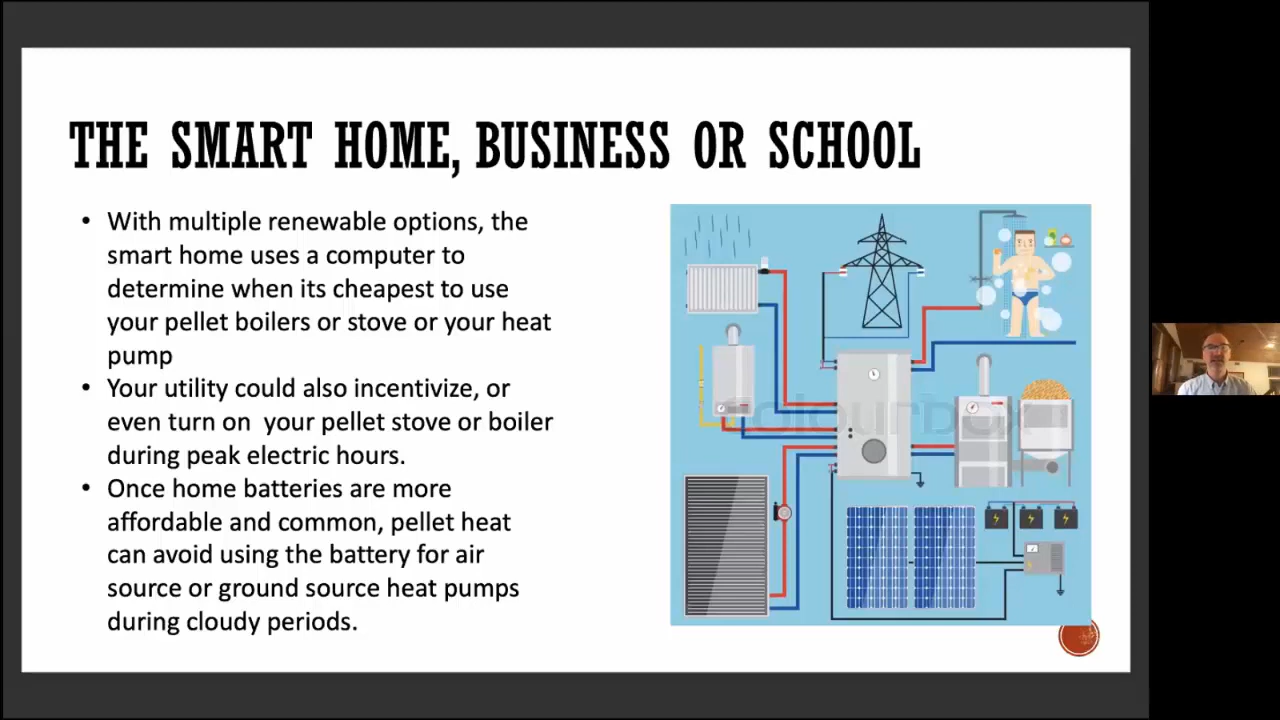 THE SMART HOME, BUSINESS OR SCHOOL
• With multiple renewable options, the
smart home uses a computer to
determine when its cheapest to use
your pellet boilers or stove or your heat
pump
• Your utility could also incentivize, or
even turn on  your pellet stove or boiler
during peak electric hours.
• Once home batteries are more
affordable and common, pellet heat
can avoid using the battery for air
source or ground source heat pumps
during cloudy periods.
colourbox